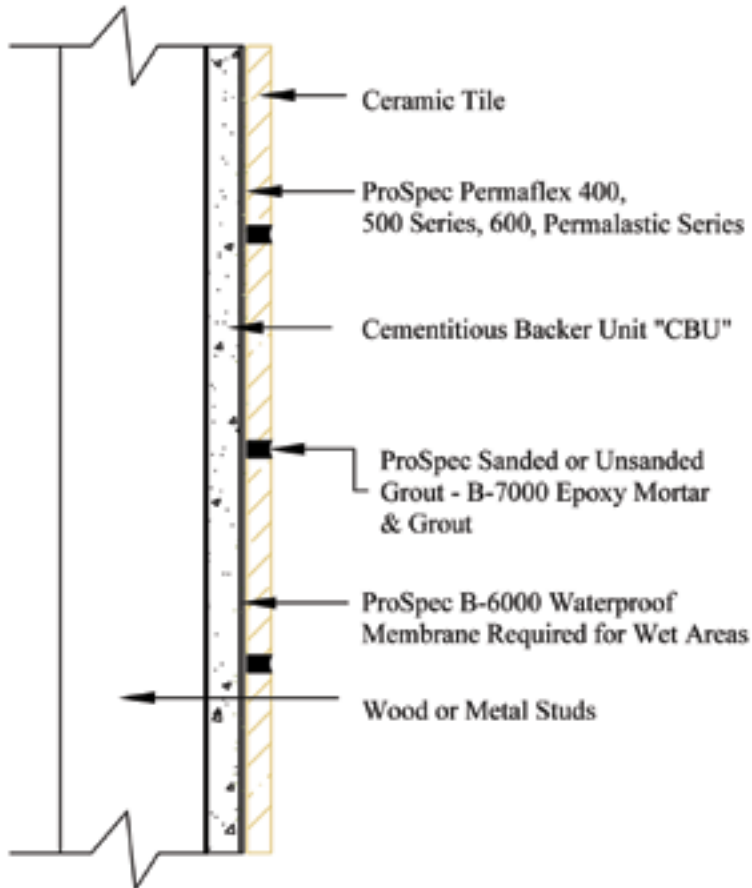 Ceramic Tile
ProSpec Permaflex 400,
500 Series, 600, Permalastic Series
Cementitious Backer Unit "CBU"
ProSpec Sanded or Unsanded
Grout - B-7000 Epoxy Mortar
& Grout
ProSpec B-6000 Waterproof
Membrane Required for Wet Areas
Wood or Metal Studs